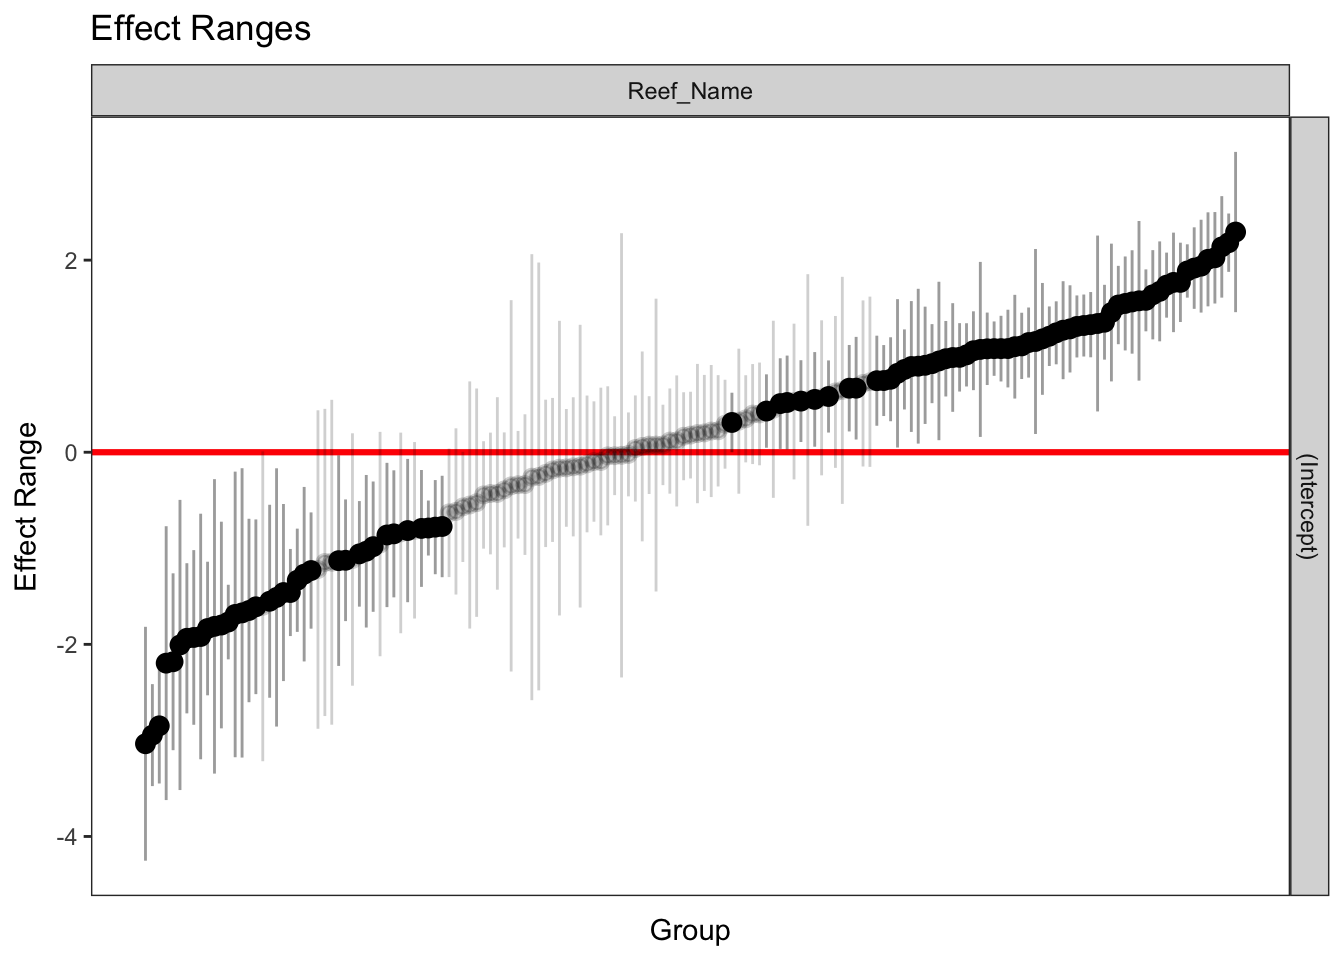 Effect Ranges
Reef_Name
2
0
-2
-4
Effect Range
(Intercept)
Group